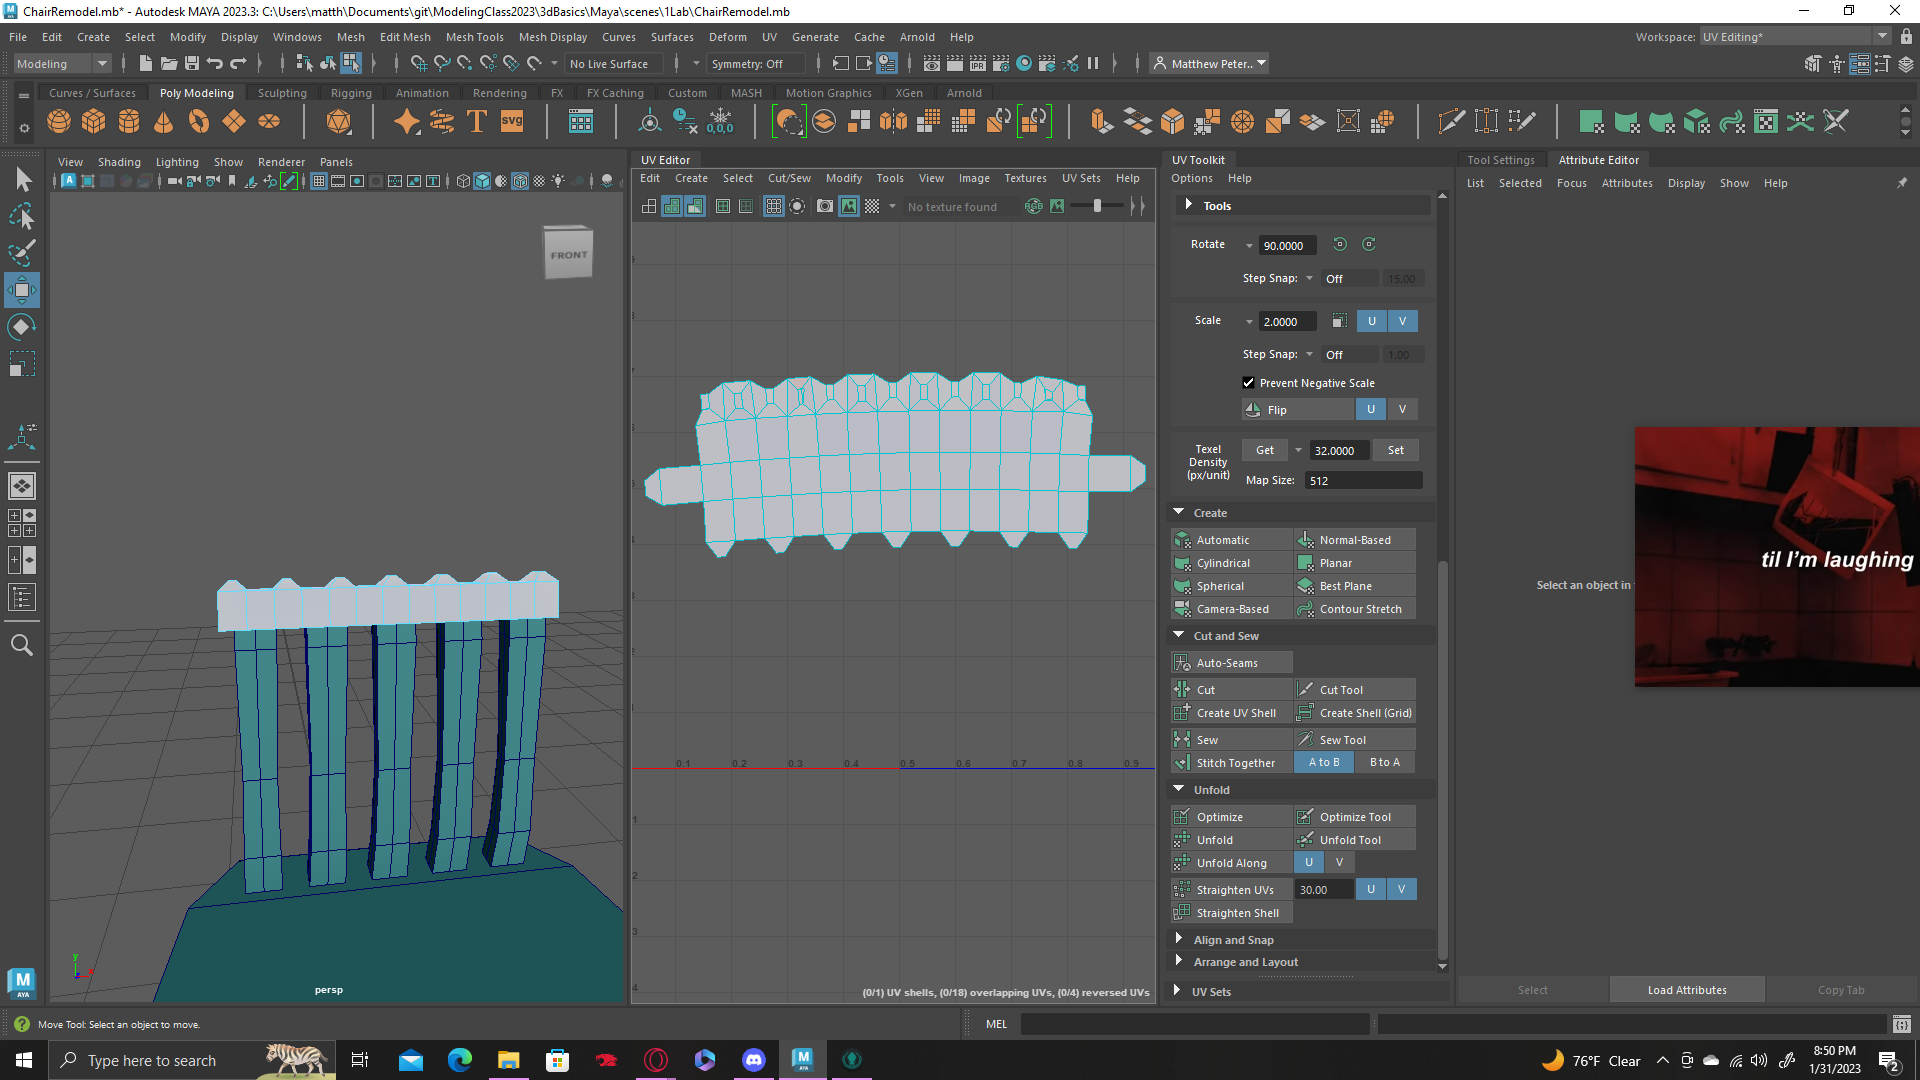 ChairRemodel.mb* - Autodesk MAYA 2023.3: C:\Users\matth\Documents\git\ModelingClass2023\3dBasics\Maya\scenes\1Lab\ChairRemodel.mb
File Edit Create Select Modify Display Windows Mesh Edit Mesh Mesh Tools Mesh Display Curves Surfaces Deform UV Generate Cache Arnold Help
Workspace: UV Editing*
Modeling No Live Surface Symmetry: Off Matthew Peter..
Curves / Surfaces Poly Modeling Sculpting Rigging Animation Rendering FX FX Caching Custom MASH Motion Graphics XGen Arnold
T svg 0,0,0 IPR
View Shading Lighting Show Renderer Panels
FRONT
persp
UV Editor
Edit Create Select Cut/Sew Modify Tools View Image Textures UV Sets Help
No texture found RGB
0.1 0.2 0.3 0.4 0.5 0.6 0.7 0.8 0.9
(0/1) UV shells, (0/18) overlapping UVs, (0/4) reversed UVs
UV Toolkit
Options Help
Tools
Rotate 90.0000
Step Snap: Off 15.00
Scale 2.0000 U V
Step Snap: Off 1.00
Prevent Negative Scale
Flip U V
Texel Density (px/unit) Get 32.0000 Set
Map Size: 512
Create
Automatic Normal-Based
Cylindrical Planar
Spherical Best Plane
Camera-Based Contour Stretch
Cut and Sew
Auto-Seams
Cut Cut Tool
Create UV Shell Create Shell (Grid)
Sew Sew Tool
Stitch Together A to B B to A
Unfold
Optimize Optimize Tool
Unfold Unfold Tool
Unfold Along U V
Straighten UVs 30.00 U V
Straighten Shell
Align and Snap
Arrange and Layout
UV Sets
Tool Settings Attribute Editor
List Selected Focus Attributes Display Show Help
Select an object in
til I'm laughing
Select Load Attributes Copy Tab
Move Tool: Select an object to move.
MEL
Type here to search
76°F Clear
8:50 PM
1/31/2023
2